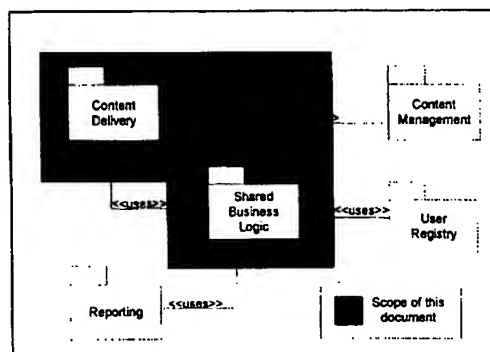 Content
Delivery
Content
Management
<<uses>>
Shared
Business
Logic
<<uses>>
User
Registry
Reporting
<<uses>>
Scope of this
document